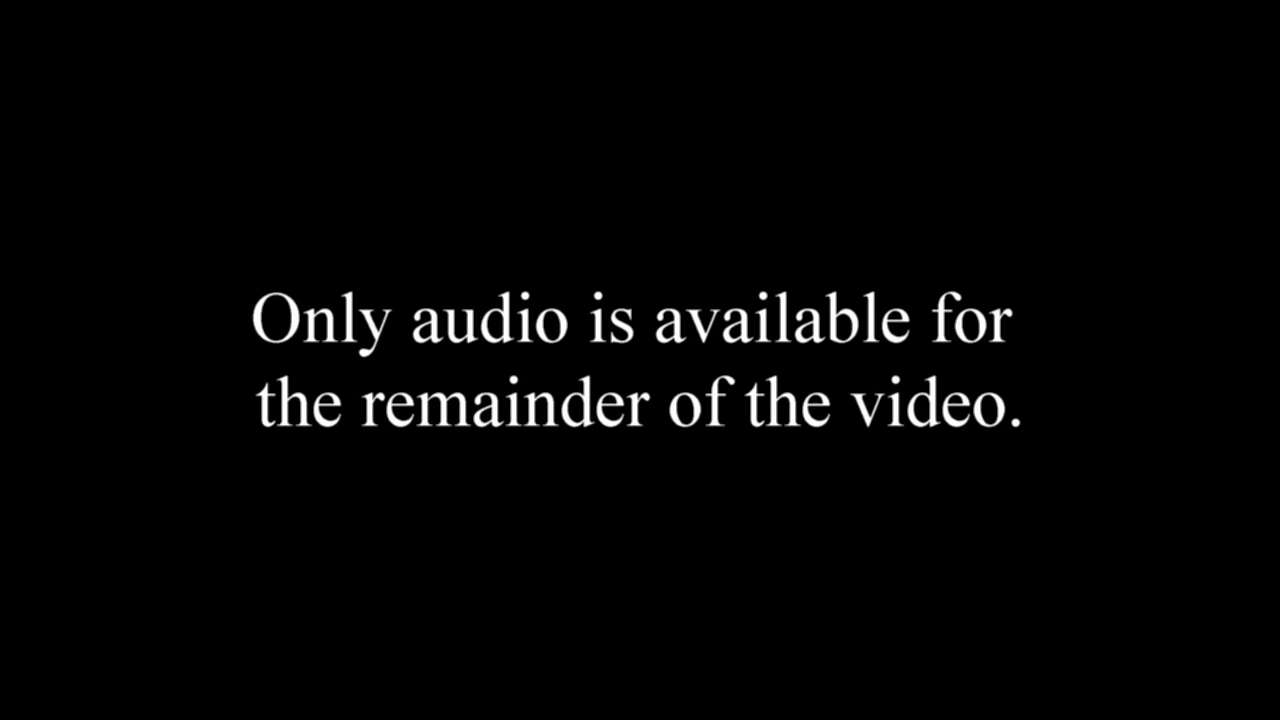 Only audio is available for
the remainder of the video.